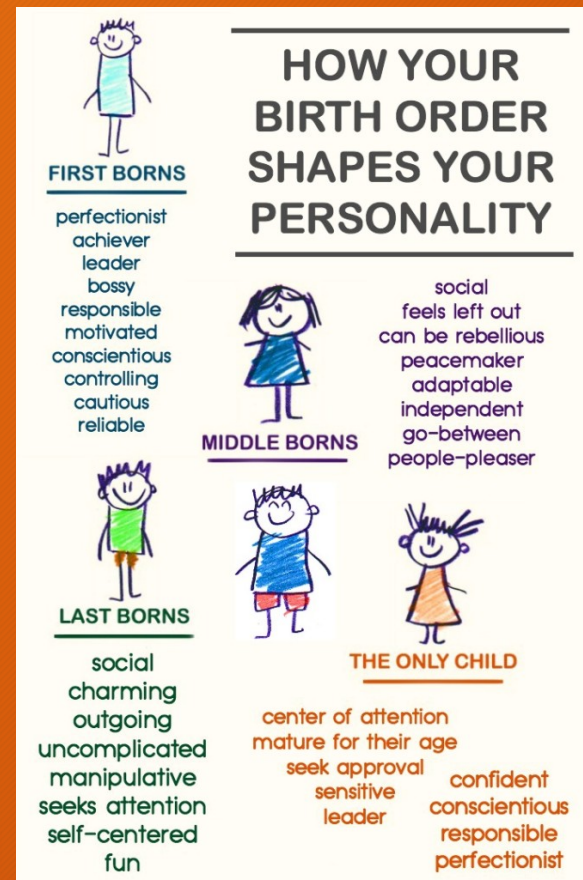 HOW YOUR
BIRTH ORDER
SHAPES YOUR
PERSONALITY
FIRST BORNS
perfectionist
achiever
leader
bossy
responsible
motivated
conscientious
controlling
cautious
reliable
MIDDLE BORNS
social
feels left out
can be rebellious
peacemaker
adaptable
independent
go-between
people-pleaser
LAST BORNS
social
charming
outgoing
uncomplicated
manipulative
seeks attention
self-centered
fun
THE ONLY CHILD
center of attention
mature for their age
seek approval
sensitive
leader
confident
conscientious
responsible
perfectionist